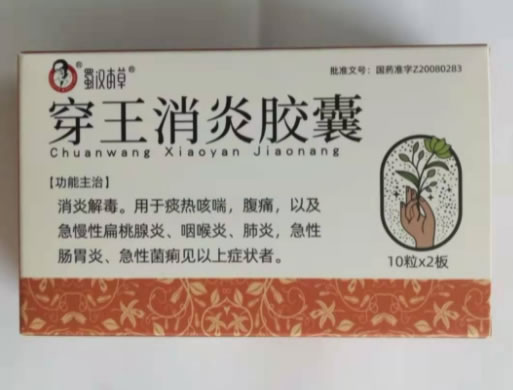 蜀汉本草®
批准文号：国药准字Z20080283
穿王消炎胶囊
Chuanwang Xiaoyan Jiaonang
【功能主治】
消炎解毒。用于痰热咳喘，腹痛，以及
急慢性扁桃腺炎、咽喉炎、肺炎，急性
肠胃炎、急性菌痢见以上症状者。
10粒x2板